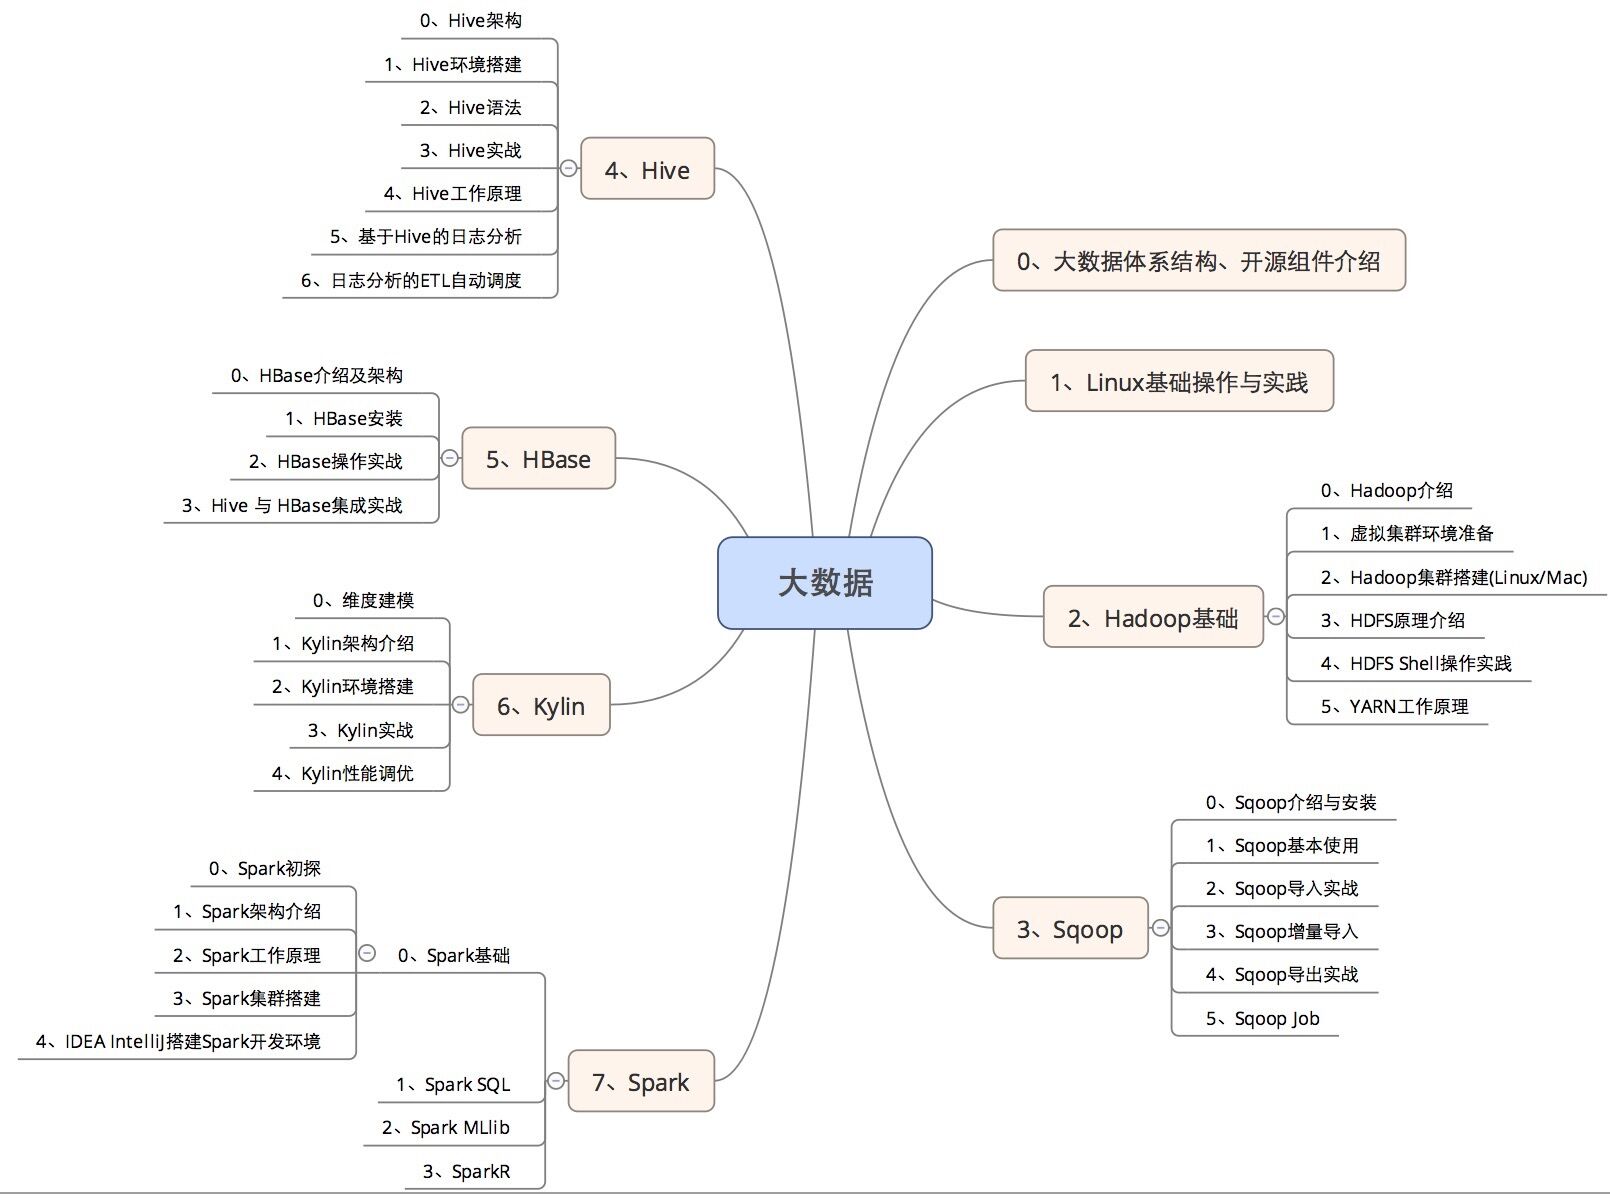 大数据
0、大数据体系结构、开源组件介绍
1、Linux基础操作与实践
2、Hadoop基础
0、Hadoop介绍
1、虚拟集群环境准备
2、Hadoop集群搭建(Linux/Mac)
3、HDFS原理介绍
4、HDFS Shell操作实践
5、YARN工作原理
3、Sqoop
0、Sqoop介绍与安装
1、Sqoop基本使用
2、Sqoop导入实战
3、Sqoop增量导入
4、Sqoop导出实战
5、Sqoop Job
4、Hive
0、Hive架构
1、Hive环境搭建
2、Hive语法
3、Hive实战
4、Hive工作原理
5、基于Hive的日志分析
6、日志分析的ETL自动调度
5、HBase
0、HBase介绍及架构
1、HBase安装
2、HBase操作实战
3、Hive 与 HBase集成实战
6、Kylin
0、维度建模
1、Kylin架构介绍
2、Kylin环境搭建
3、Kylin实战
4、Kylin性能调优
7、Spark
0、Spark基础
0、Spark初探
1、Spark架构介绍
2、Spark工作原理
3、Spark集群搭建
4、IDEA IntelliJ搭建Spark开发环境
1、Spark SQL
2、Spark MLlib
3、SparkR